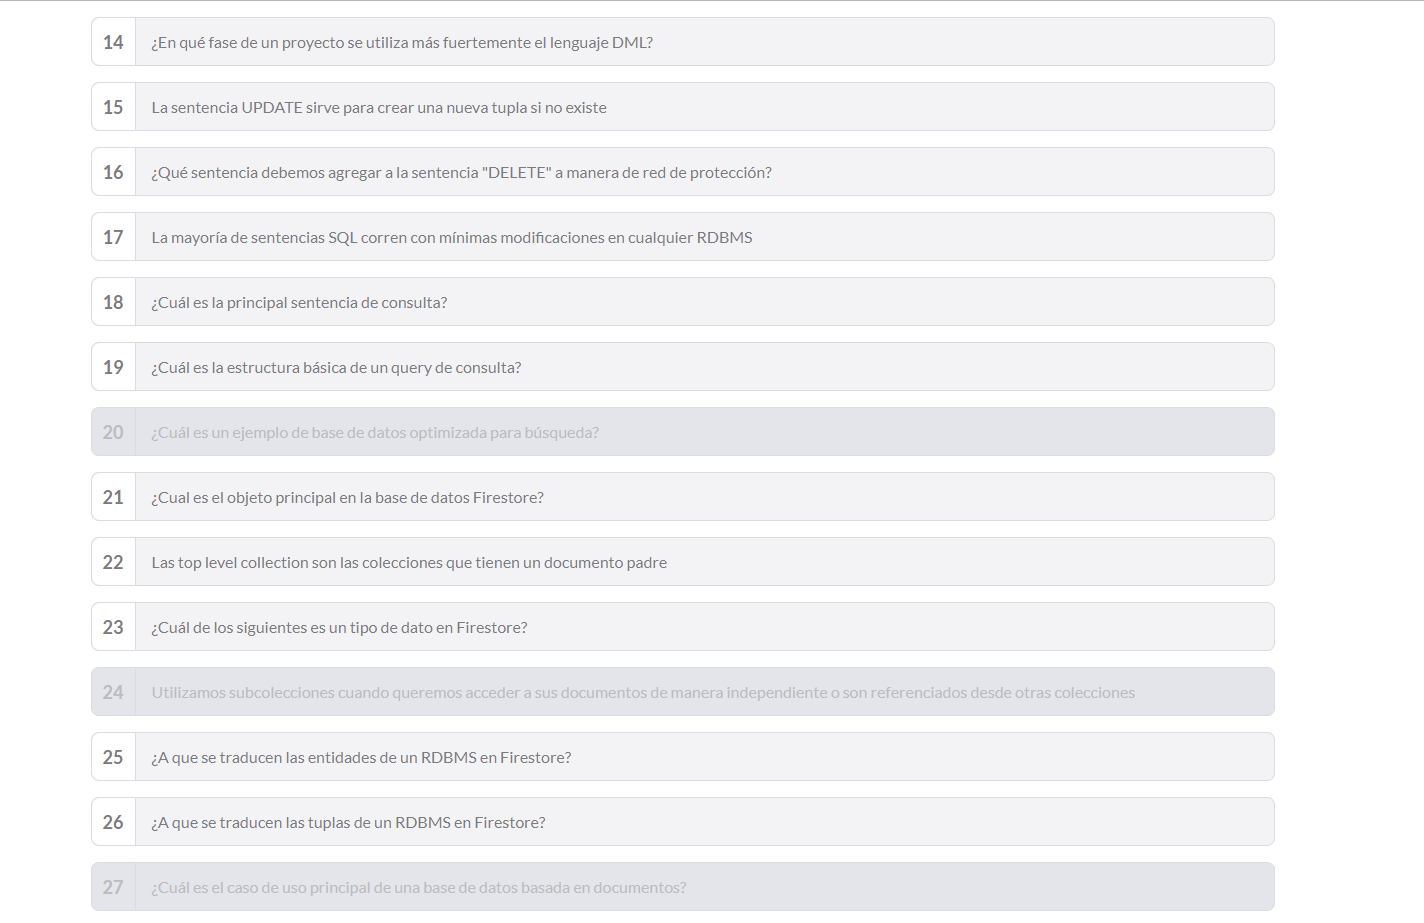 14 ¿En qué fase de un proyecto se utiliza más fuertemente el lenguaje DML?
15 La sentencia UPDATE sirve para crear una nueva tupla si no existe
16 ¿Qué sentencia debemos agregar a la sentencia "DELETE" a manera de red de protección?
17 La mayoría de sentencias SQL corren con mínimas modificaciones en cualquier RDBMS
18 ¿Cuál es la principal sentencia de consulta?
19 ¿Cuál es la estructura básica de un query de consulta?
20 ¿Cuál es un ejemplo de base de datos optimizada para búsqueda?
21 ¿Cual es el objeto principal en la base de datos Firestore?
22 Las top level collection son las colecciones que tienen un documento padre
23 ¿Cuál de los siguientes es un tipo de dato en Firestore?
24 Utilizamos subcolecciones cuando queremos acceder a sus documentos de manera independiente o son referenciados desde otras colecciones
25 ¿A que se traducen las entidades de un RDBMS en Firestore?
26 ¿A que se traducen las tuplas de un RDBMS en Firestore?
27 ¿Cuál es el caso de uso principal de una base de datos basada en documentos?